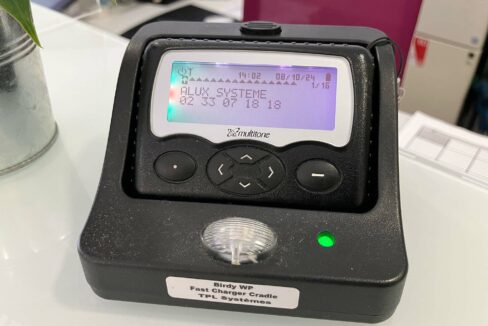 14:02 08/10/24
1/16
ALUX SYSTEME
02 33 07 18 18
multitone
Birdy WP
Fast Charger Cradle
TPL Systèmes